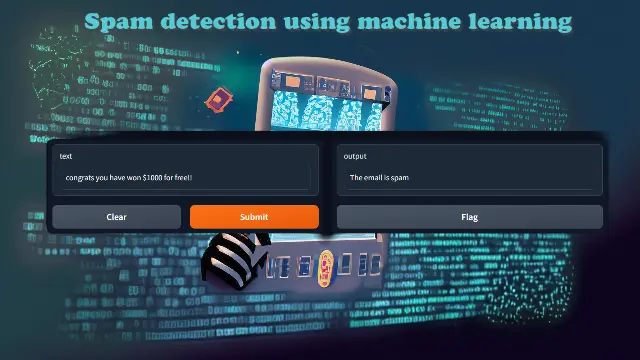 Spam detection using machine learning
text
congrats you have won $1000 for free!!
Clear
Submit
output
The email is spam
Flag